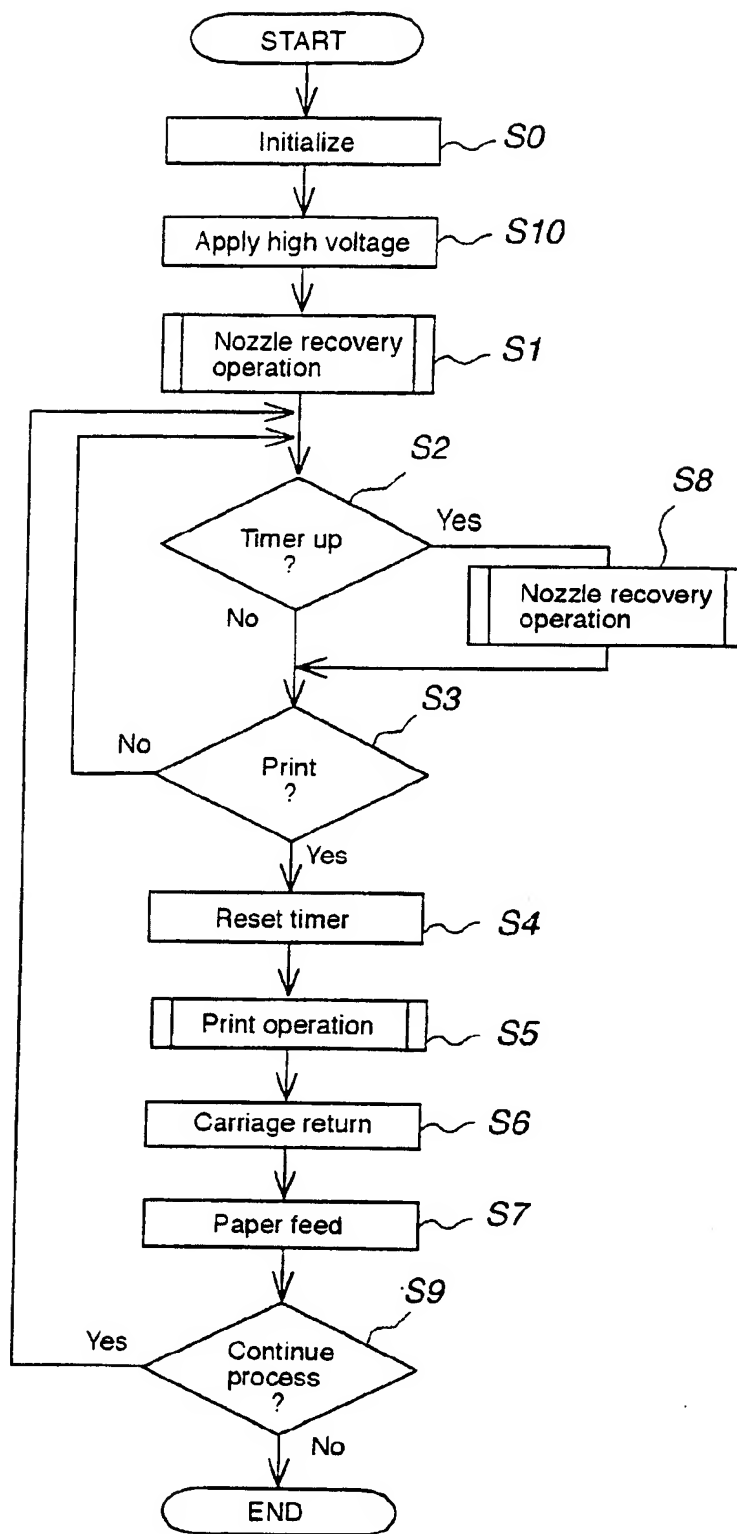 START
Initialize
S0
Apply high voltage
S10
Nozzle recovery
operation
S1
S2
Timer up
?
Yes
No
S8
Nozzle recovery
operation
S3
Print
?
No
Yes
Reset timer
S4
Print operation
S5
Carriage return
S6
Paper feed
S7
S9
Continue
process
?
Yes
No
END